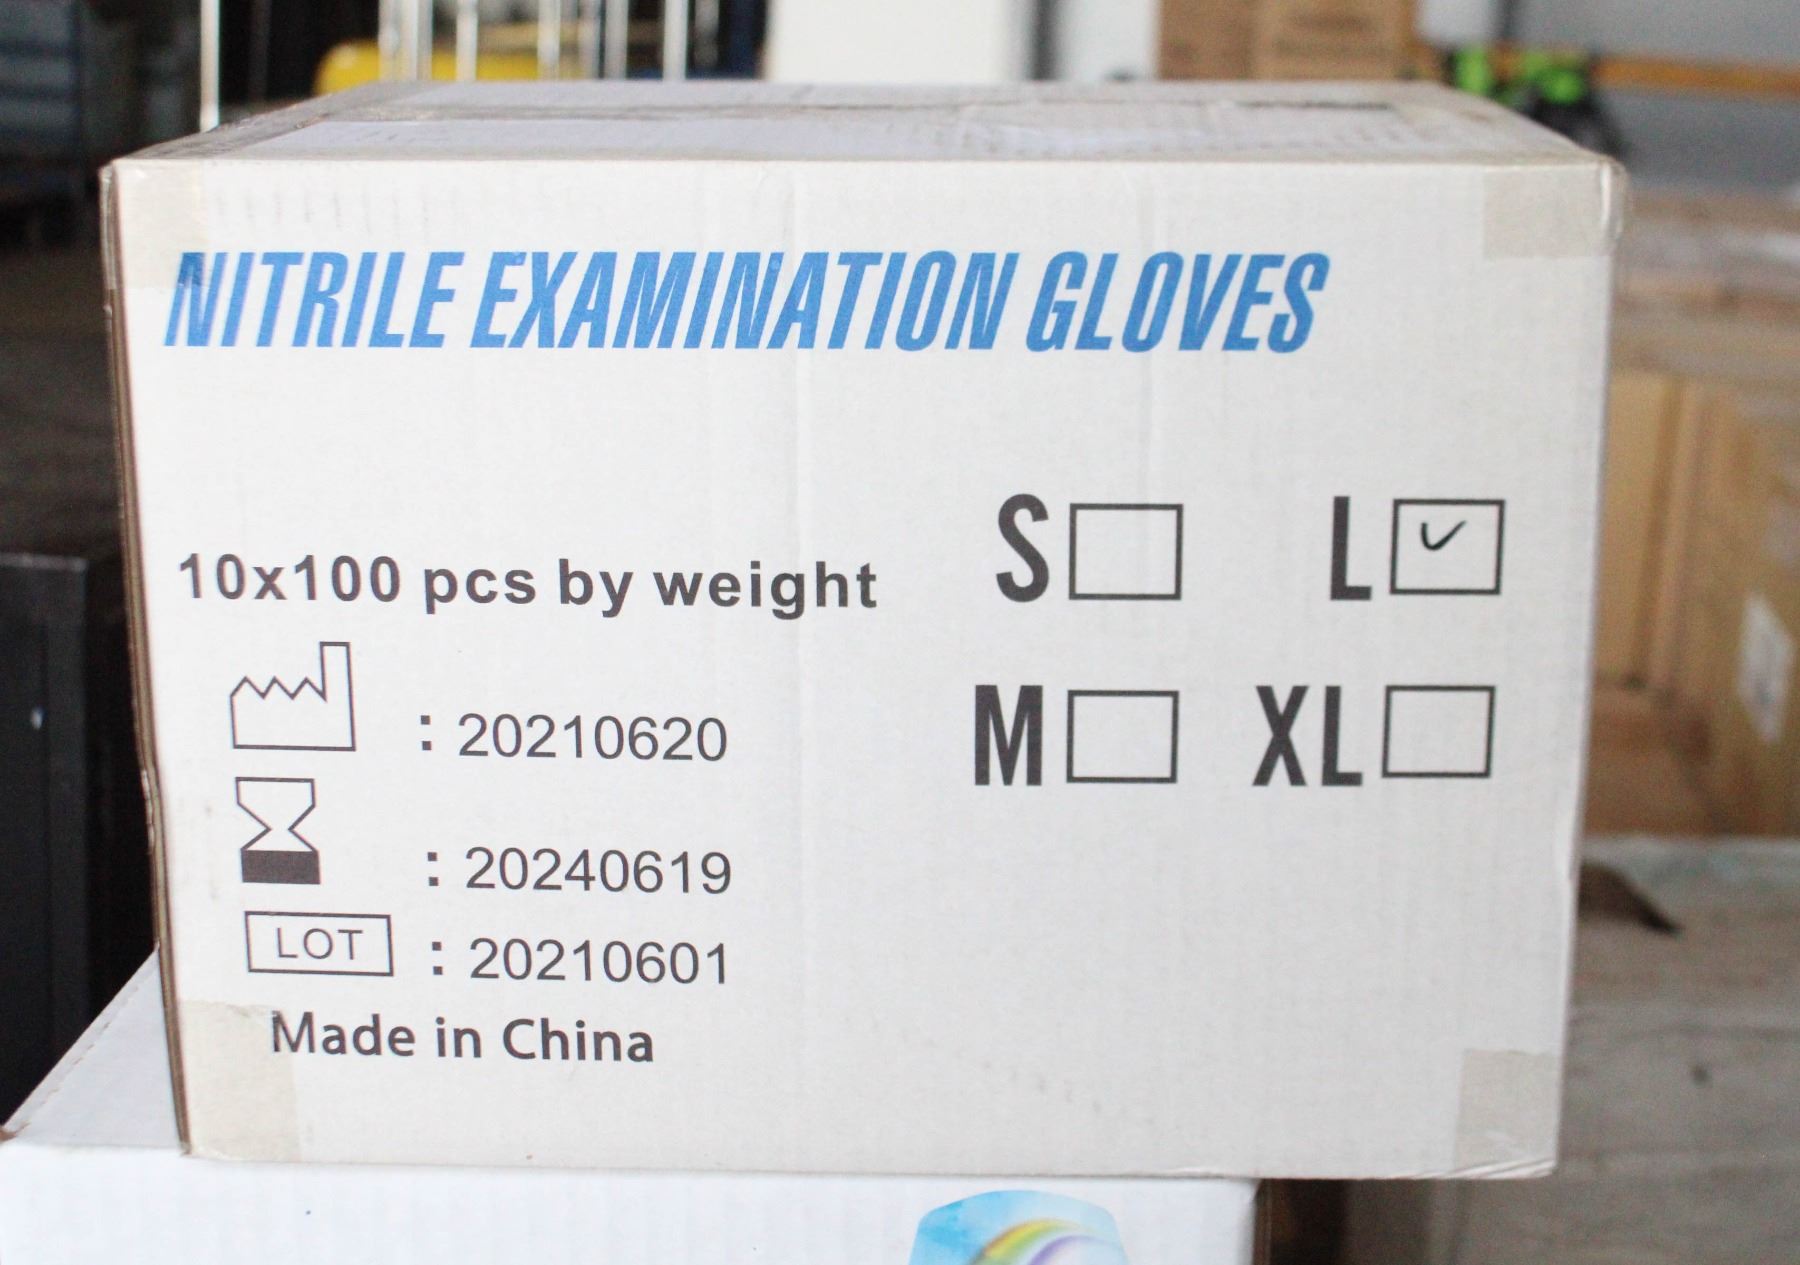 NITRILE EXAMINATION GLOVES
S L
10x100 pcs by weight
M XL
: 20210620
: 20240619
LOT : 20210601
Made in China